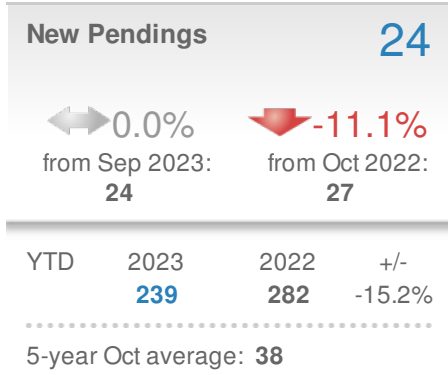 New Pendings 24
0.0% -11.1%
from Sep 2023: from Oct 2022:
24 27
YTD 2023 2022 +/-
239 282 -15.2%
5-year Oct average: 38